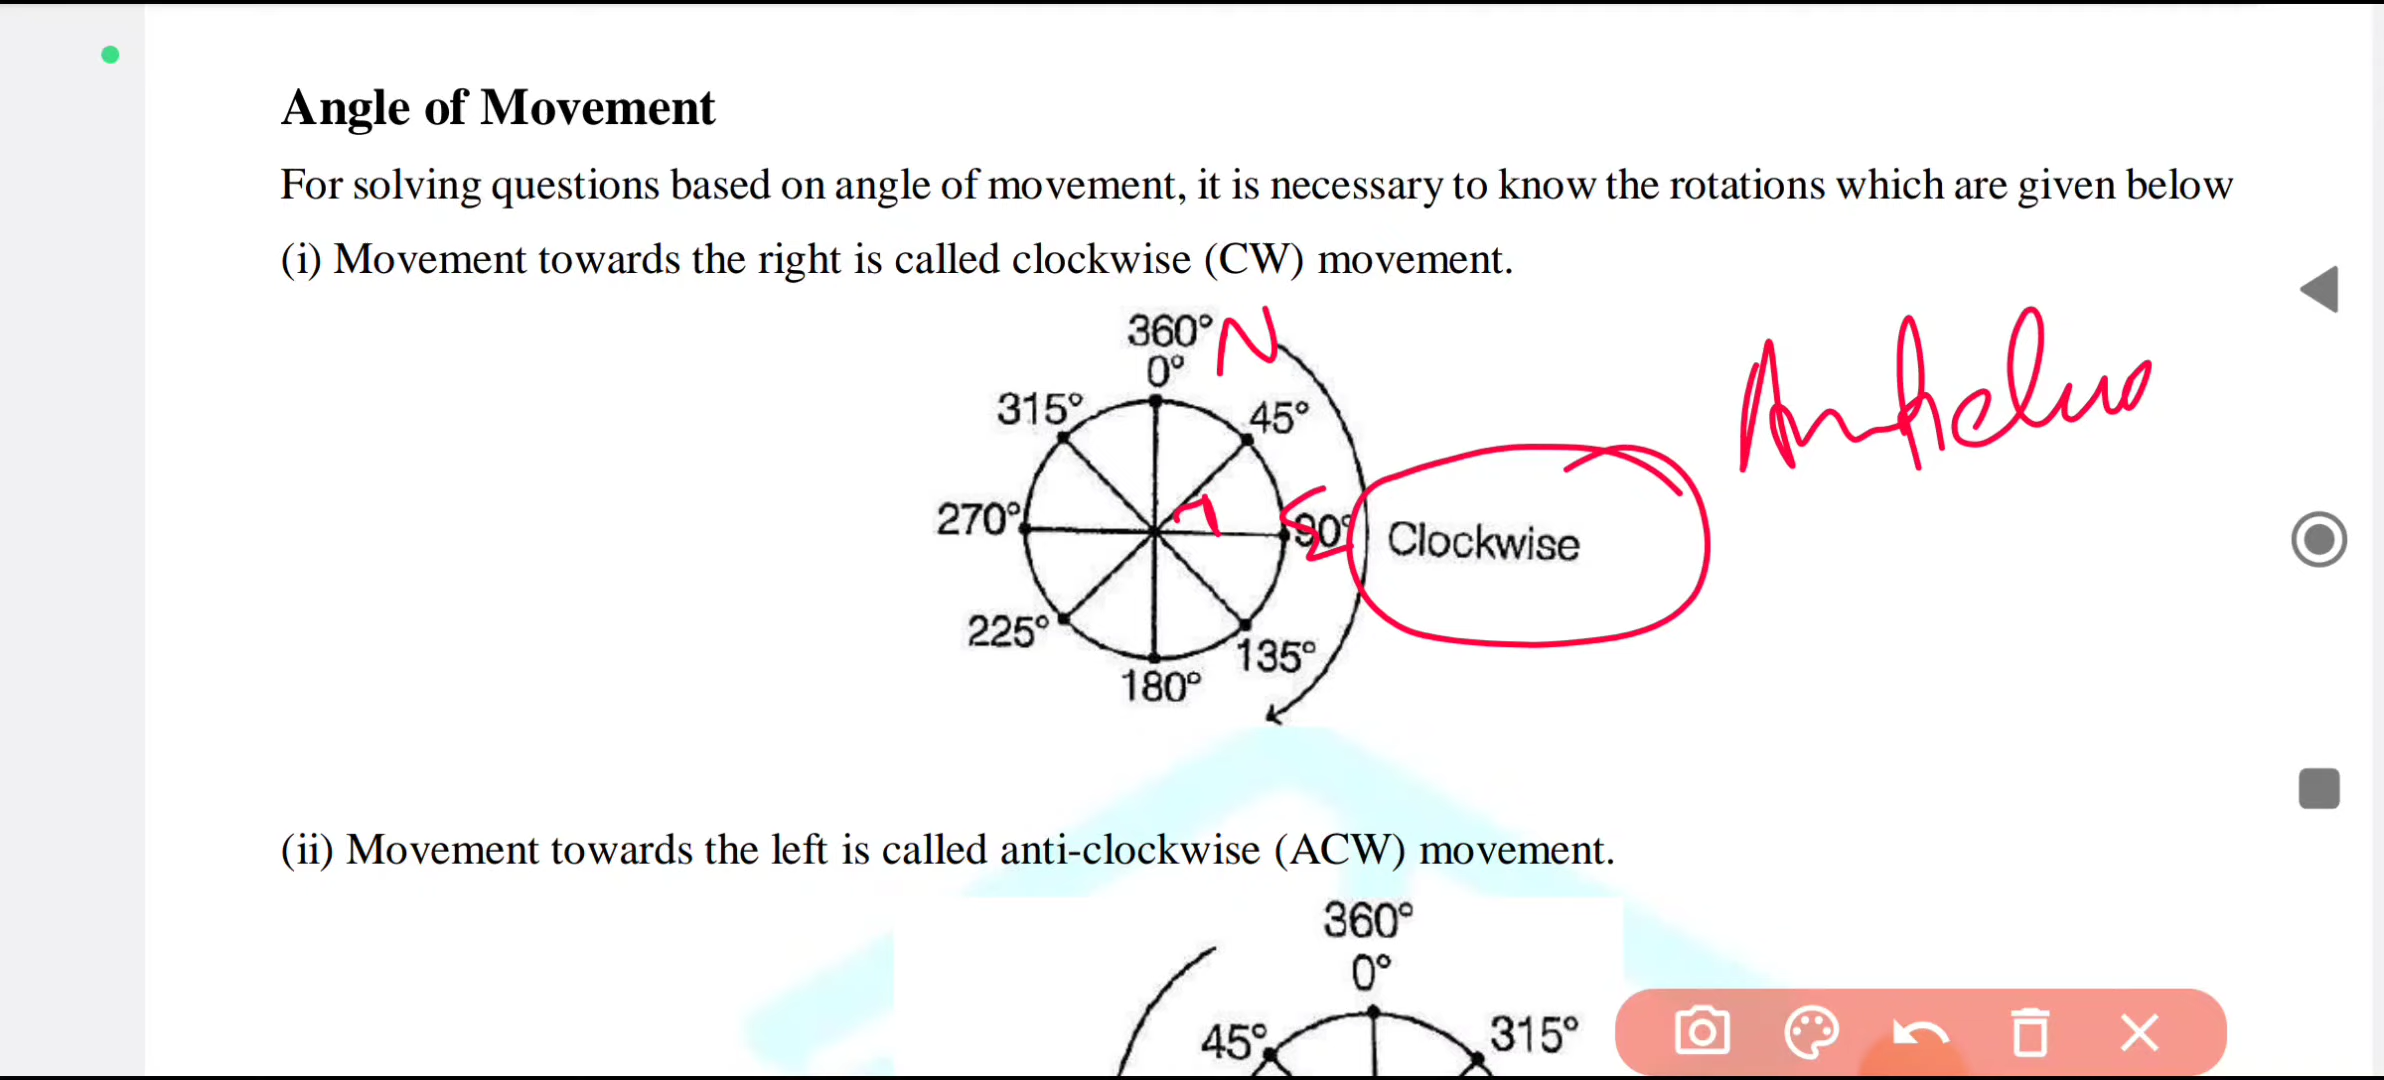 Angle of Movement
For solving questions based on angle of movement, it is necessary to know the rotations which are given below
(i) Movement towards the right is called clockwise (CW) movement.
360° N
0°
315° 45°
270° 90° Clockwise
225° 135°
180°
(ii) Movement towards the left is called anti-clockwise (ACW) movement.
360°
0°
45° 315°